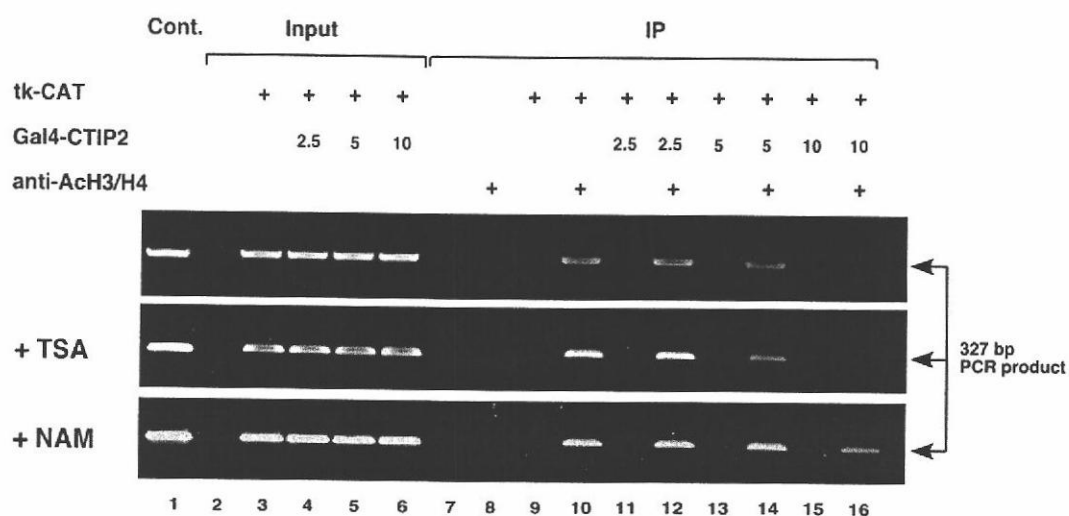 Cont. Input IP
tk-CAT + + + + + + + + + + + +
Gal4-CTIP2 2.5 5 10 2.5 2.5 5 5 10 10
anti-AcH3/H4 + + + + +
+ TSA
327 bp
PCR product
+ NAM
1 2 3 4 5 6 7 8 9 10 11 12 13 14 15 16